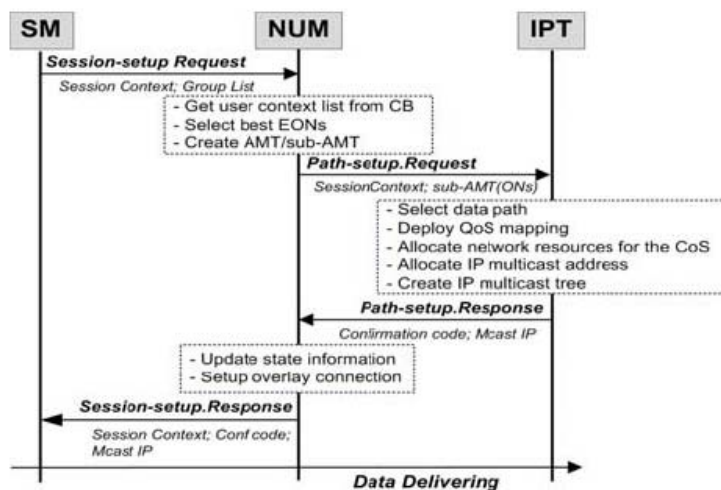 SM
NUM
IPT
Session-setup Request
Session Context; Group List
- Get user context list from CB
- Select best EONs
- Create AMT/sub-AMT
Path-setup.Request
SessionContext; sub-AMT(ONs)
- Select data path
- Deploy QoS mapping
- Allocate network resources for the CoS
- Allocate IP multicast address
- Create IP multicast tree
Path-setup.Response
Confirmation code; Mcast IP
- Update state information
- Setup overlay connection
Session-setup.Response
Session Context; Conf code;
Mcast IP
Data Delivering